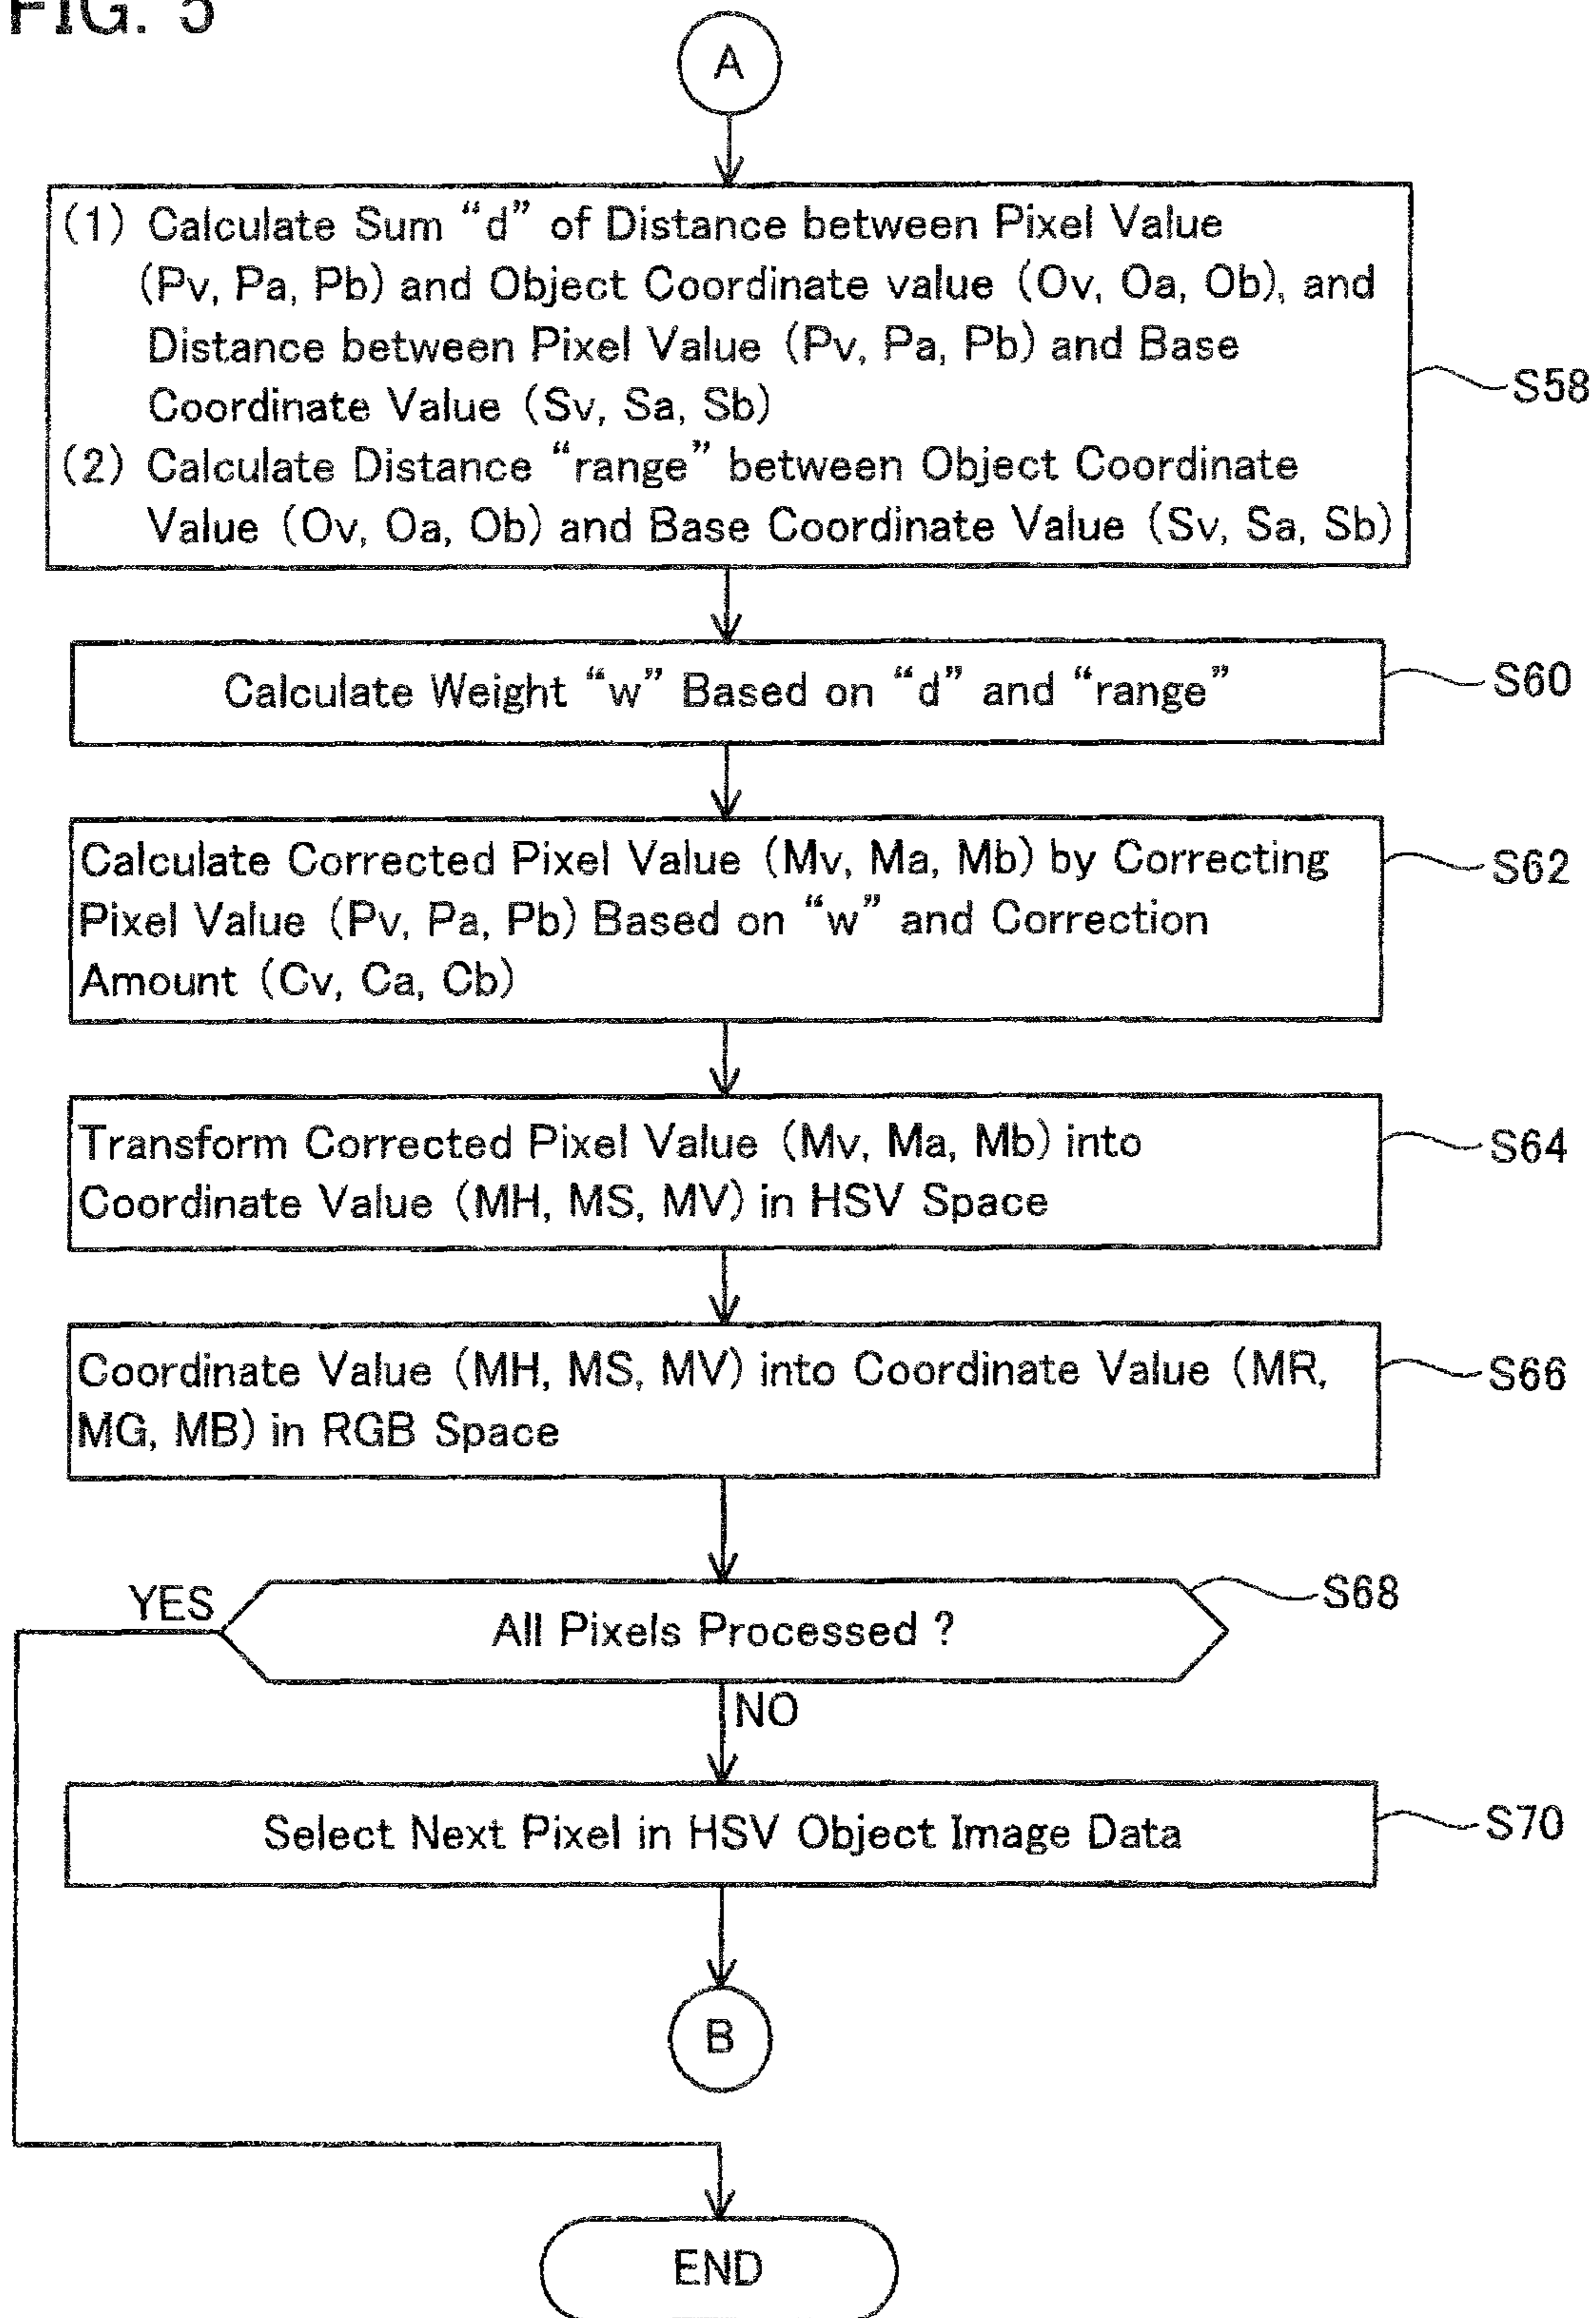 FIG. 5
A
(1) Calculate Sum “d” of Distance between Pixel Value
(Pv, Pa, Pb) and Object Coordinate value (Ov, Oa, Ob), and
Distance between Pixel Value (Pv, Pa, Pb) and Base
Coordinate Value (Sv, Sa, Sb)
(2) Calculate Distance “range” between Object Coordinate
Value (Ov, Oa, Ob) and Base Coordinate Value (Sv, Sa, Sb)
S58
Calculate Weight “w” Based on “d” and “range”
S60
Calculate Corrected Pixel Value (Mv, Ma, Mb) by Correcting
Pixel Value (Pv, Pa, Pb) Based on “w” and Correction
Amount (Cv, Ca, Cb)
S62
Transform Corrected Pixel Value (Mv, Ma, Mb) into
Coordinate Value (MH, MS, MV) in HSV Space
S64
Coordinate Value (MH, MS, MV) into Coordinate Value (MR,
MG, MB) in RGB Space
S66
YES
All Pixels Processed ?
S68
NO
Select Next Pixel in HSV Object Image Data
S70
B
END